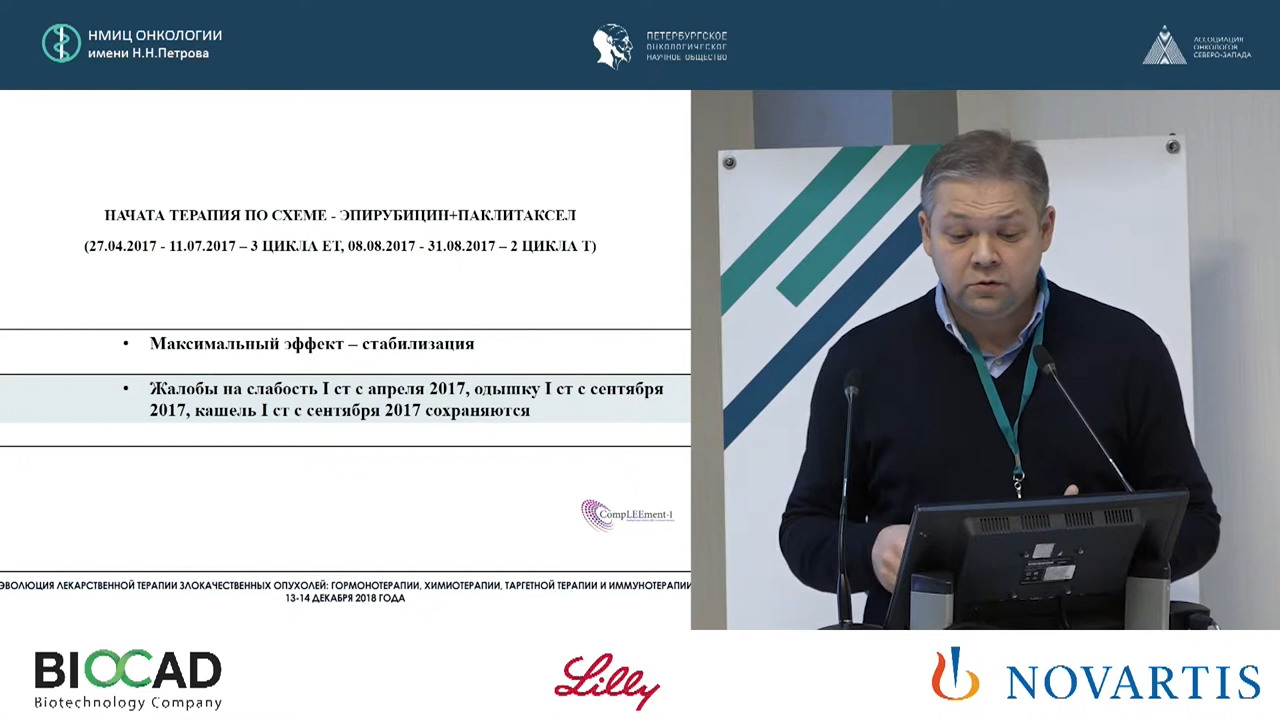 НМИЦ ОНКОЛОГИИ
имени Н.Н.Петрова
ПЕТЕРБУРГСКОЕ
ОНКОЛОГИЧЕСКОЕ
НАУЧНОЕ ОБЩЕСТВО
АССОЦИАЦИЯ
ОНКОЛОГОВ
СЕВЕРО-ЗАПАДА
НАЧАТА ТЕРАПИЯ ПО СХЕМЕ - ЭПИРУБИЦИН+ПАКЛИТАКСЕЛ
(27.04.2017 - 11.07.2017 – 3 ЦИКЛА ЕТ, 08.08.2017 - 31.08.2017 – 2 ЦИКЛА Т)
• Максимальный эффект – стабилизация
• Жалобы на слабость I ст с апреля 2017, одышку I ст с сентября
2017, кашель I ст с сентября 2017 сохраняются
CompLEEment-1
ЭВОЛЮЦИЯ ЛЕКАРСТВЕННОЙ ТЕРАПИИ ЗЛОКАЧЕСТВЕННЫХ ОПУХОЛЕЙ: ГОРМОНОТЕРАПИИ, ХИМИОТЕРАПИИ, ТАРГЕТНОЙ ТЕРАПИИ И ИММУНОТЕРАПИИ
13-14 ДЕКАБРЯ 2018 ГОДА
BIOCAD
Biotechnology Company
Lilly
NOVARTIS